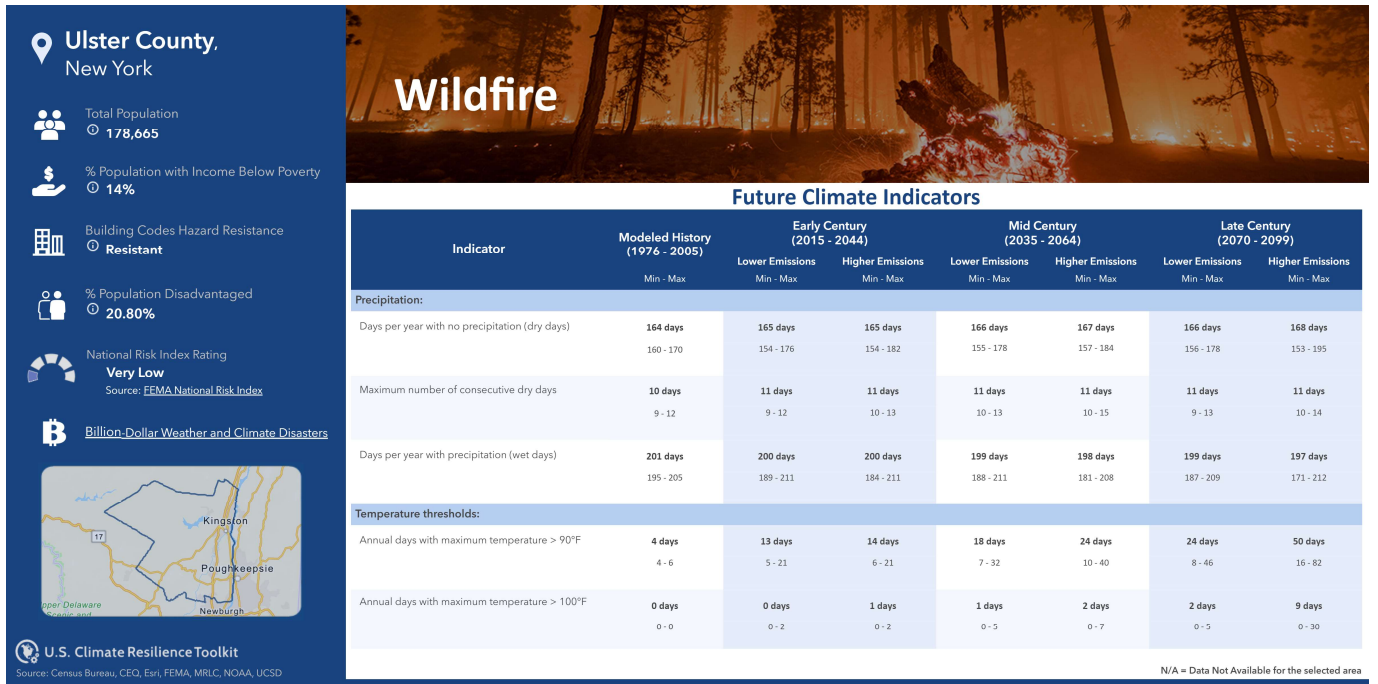 Ulster County,
New York
Total Population
178,665
% Population with Income Below Poverty
14%
Building Codes Hazard Resistance
Resistant
% Population Disadvantaged
20.80%
National Risk Index Rating
Very Low
Source: FEMA National Risk Index
Billion-Dollar Weather and Climate Disasters
Kingston
17
Poughkeepsie
pper Delaware
Scenic and
Newburgh
U.S. Climate Resilience Toolkit
Source: Census Bureau, CEQ, Esri, FEMA, MRLC, NOAA, UCSD
Wildfire
Future Climate Indicators
Indicator
Modeled History
(1976 - 2005)
Min - Max
Early Century
(2015 - 2044)
Mid Century
(2035 - 2064)
Late Century
(2070 - 2099)
Lower Emissions Higher Emissions Lower Emissions Higher Emissions Lower Emissions Higher Emissions
Min - Max Min - Max Min - Max Min - Max Min - Max Min - Max
Precipitation:
Days per year with no precipitation (dry days) 164 days 165 days 165 days 166 days 167 days 166 days 168 days
160 - 170 154 - 176 154 - 182 155 - 178 157 - 184 156 - 178 153 - 195
Maximum number of consecutive dry days 10 days 11 days 11 days 11 days 11 days 11 days 11 days
9 - 12 9 - 12 10 - 13 10 - 13 10 - 15 9 - 13 10 - 14
Days per year with precipitation (wet days) 201 days 200 days 200 days 199 days 198 days 199 days 197 days
195 - 205 189 - 211 184 - 211 188 - 211 181 - 208 187 - 209 171 - 212
Temperature thresholds:
Annual days with maximum temperature > 90°F 4 days 13 days 14 days 18 days 24 days 24 days 50 days
4 - 6 5 - 21 6 - 21 7 - 32 10 - 40 8 - 46 16 - 82
Annual days with maximum temperature > 100°F 0 days 0 days 1 days 1 days 2 days 2 days 9 days
0 - 0 0 - 2 0 - 2 0 - 5 0 - 7 0 - 5 0 - 30
N/A = Data Not Available for the selected area